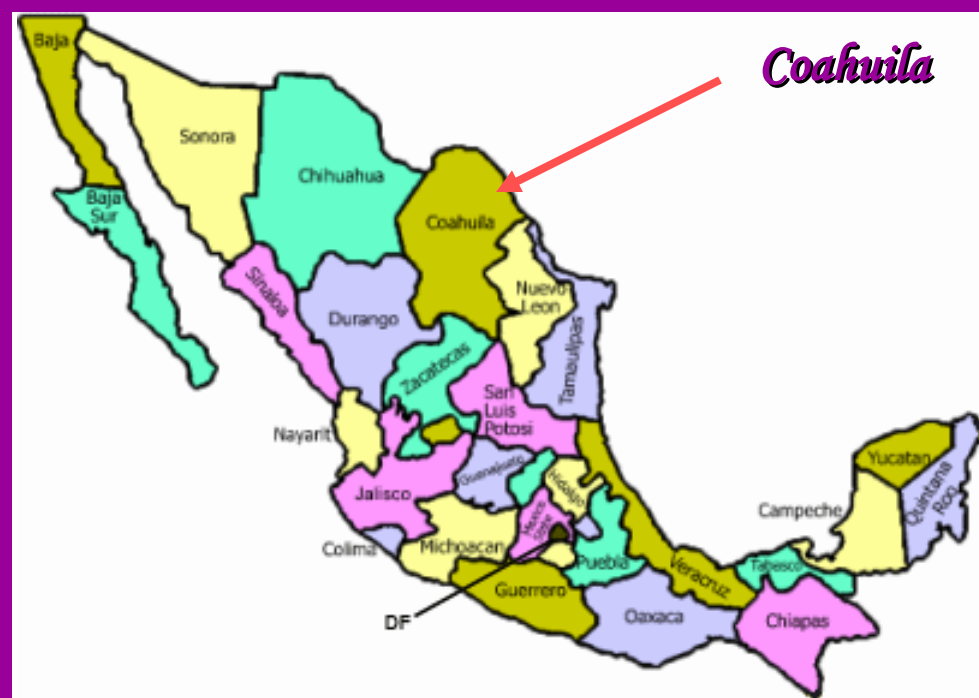 Coahuila
Baja
Sonora
Chihuahua
Baja
Sur
Coahuila
Sinaloa
Nuevo
Leon
Durango
Tamaulipas
Zacatecas
San
Luis
Potosi
Nayarit
Guanajuato
Hidalgo
Yucatan
Quintana
Roo
Jalisco
Campeche
Mexico
State
Colima
Michoacan
Puebla
Veracruz
Tabasco
Guerrero
DF
Oaxaca
Chiapas